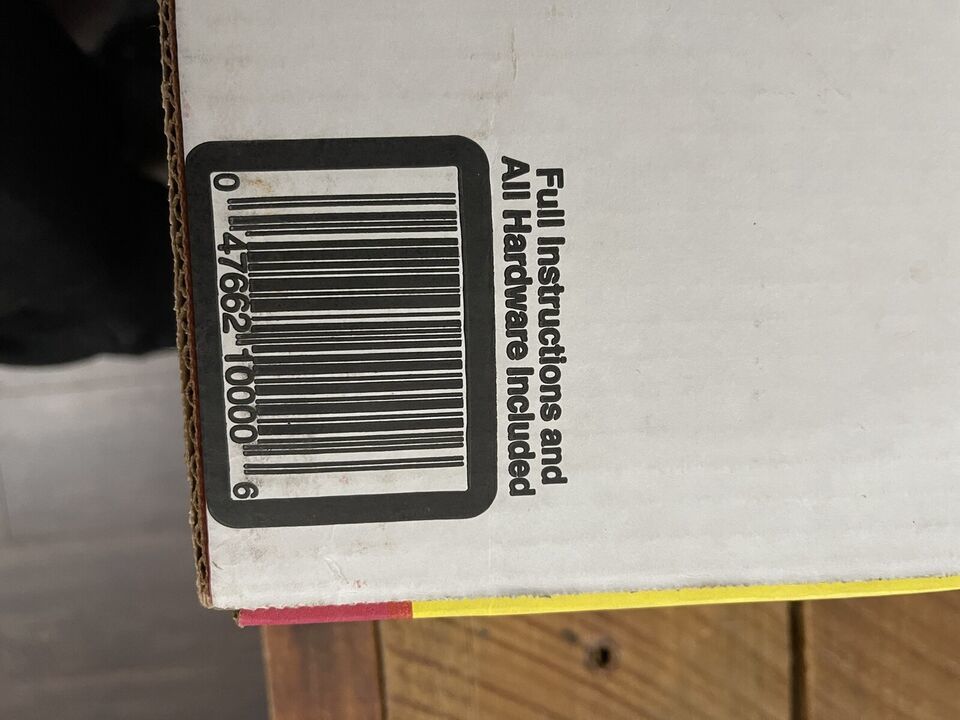 Full Instructions and
All Hardware Included
0 47662 10000 6